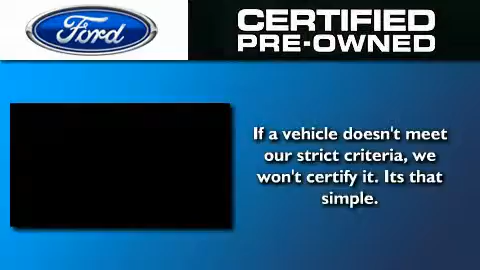 Ford
CERTIFIED
PRE-OWNED
If a vehicle doesn't meet
our strict criteria, we
won't certify it. Its that
simple.